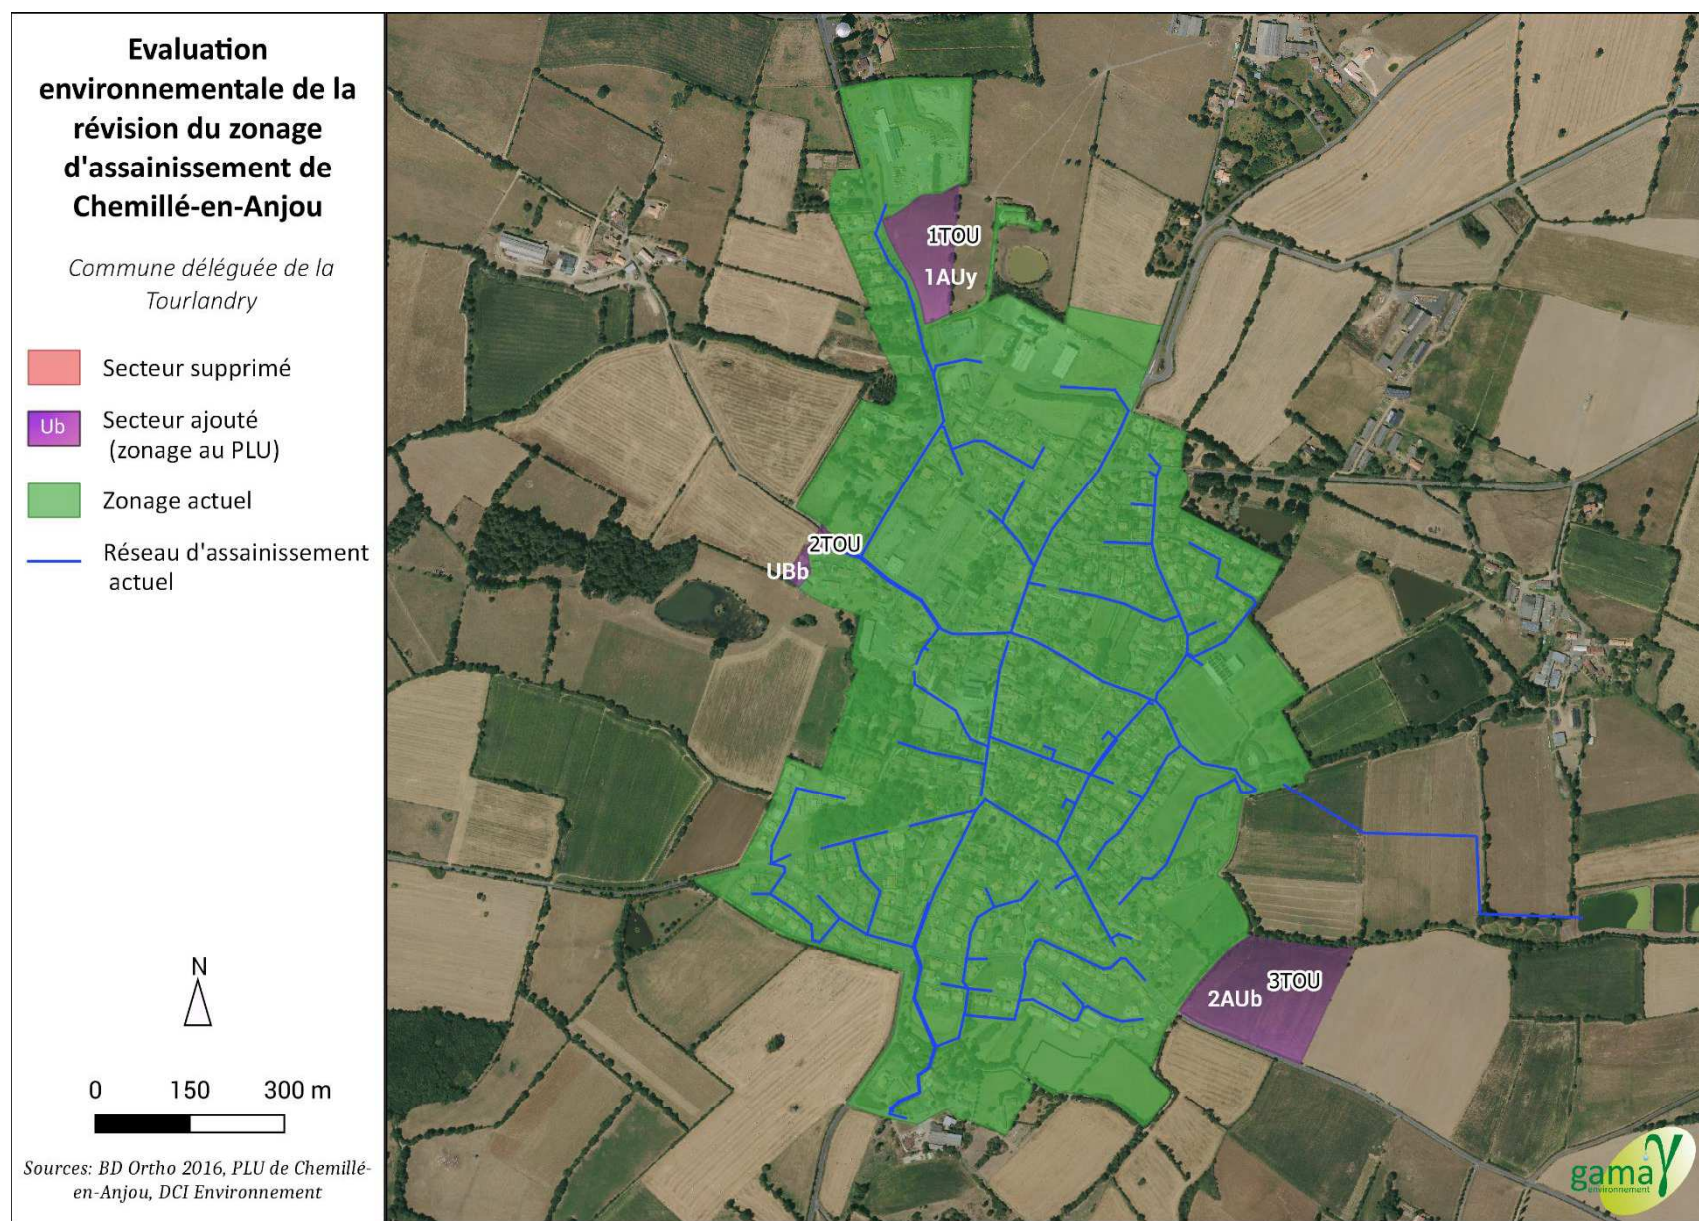 Evaluation
environnementale de la
révision du zonage
d'assainissement de
Chemillé-en-Anjou
Commune déléguée de la
Tourlandry
Secteur supprimé
Ub
Secteur ajouté
(zonage au PLU)
Zonage actuel
Réseau d'assainissement
actuel
N
0 150 300 m
Sources: BD Ortho 2016, PLU de Chemillé-
en-Anjou, DCI Environnement
1TOU
1AUy
2TOU
UBb
3TOU
2AUb
gama
environnement
γ